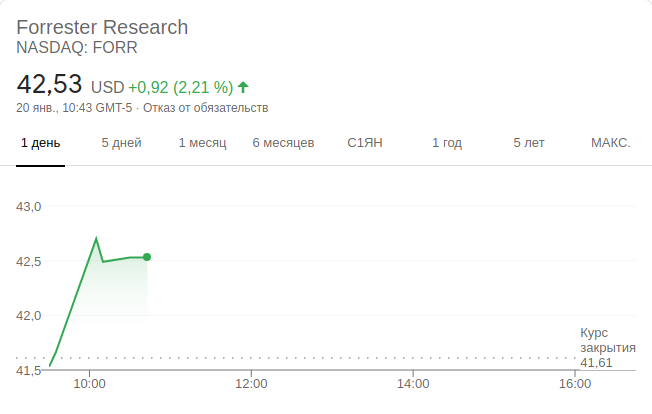 Forrester Research
NASDAQ: FORR
42,53 USD +0,92 (2,21 %)
20 янв., 10:43 GMT-5 · Отказ от обязательств
1 день 5 дней 1 месяц 6 месяцев С1ЯН 1 год 5 лет МАКС.
43,0
42,5
42,0
Курс
закрытия
41,61
41,5
10:00 12:00 14:00 16:00